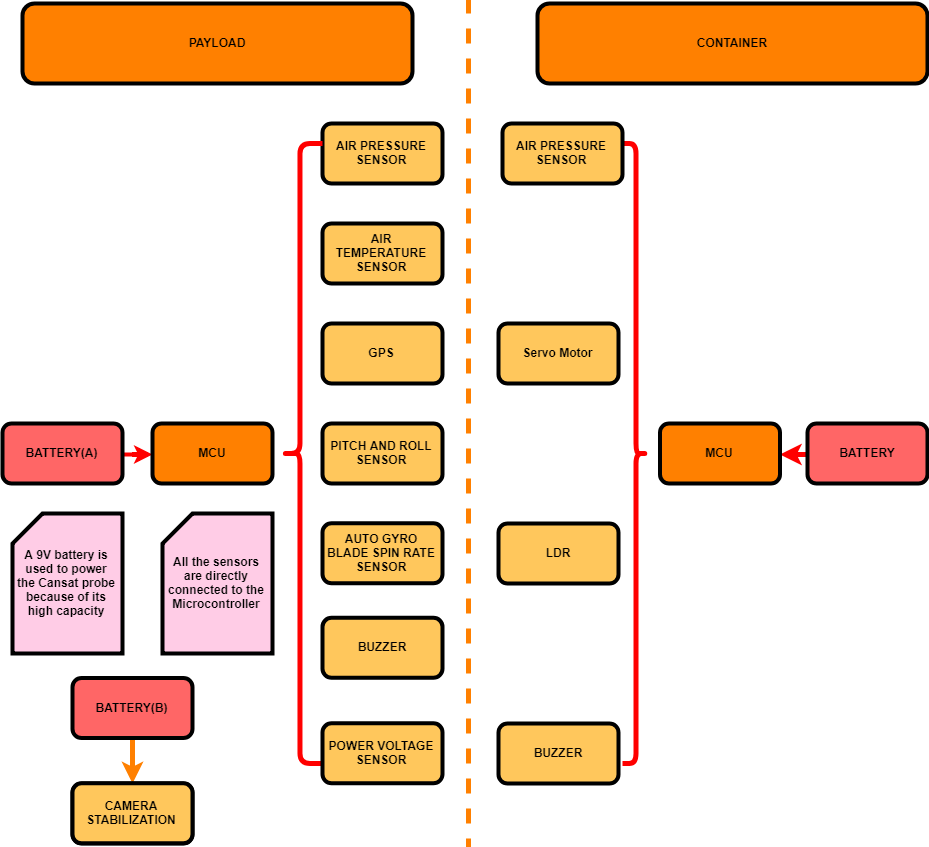 PAYLOAD
CONTAINER
AIR PRESSURE
SENSOR
AIR PRESSURE
SENSOR
AIR
TEMPERATURE
SENSOR
GPS
Servo Motor
BATTERY(A)
MCU
PITCH AND ROLL
SENSOR
MCU
BATTERY
A 9V battery is
used to power
the Cansat probe
because of its
high capacity
All the sensors
are directly
connected to the
Microcontroller
AUTO GYRO
BLADE SPIN RATE
SENSOR
LDR
BUZZER
BATTERY(B)
POWER VOLTAGE
SENSOR
BUZZER
CAMERA
STABILIZATION